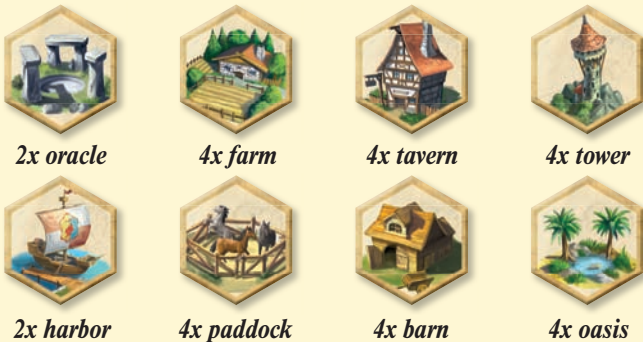 2x oracle 4x farm 4x tavern 4x tower
2x harbor 4x paddock 4x barn 4x oasis